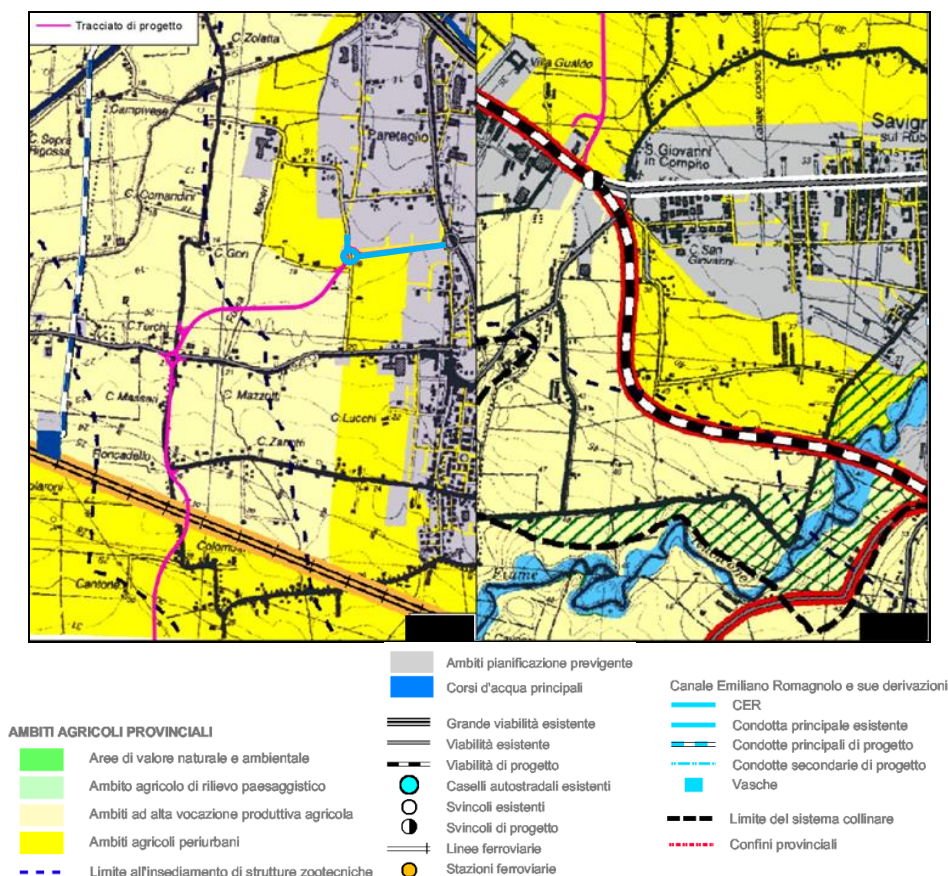 Tracciato di progetto
C. Zoletta
Campivese
Paretaglio
C. Sopra
Rigossa
C. Comandini
C. Gori
C. Turchi
C. Massari
C. Mazzotti
C. Lucchi
C. Zanotti
Roncadello
Cantone
Villa Gualdo
S. Giovanni
in Compito
Savign
sul Rub
C. San
Giovanni
Fiume
AMBITI AGRICOLI PROVINCIALI
Aree di valore naturale e ambientale
Ambito agricolo di rilievo paesaggistico
Ambiti ad alta vocazione produttiva agricola
Ambiti agricoli periurbani
Limite all'insediamento di strutture zootecniche
Ambiti pianificazione previgente
Corsi d'acqua principali
Grande viabilità esistente
Viabilità esistente
Viabilità di progetto
Caselli autostradali esistenti
Svincoli esistenti
Svincoli di progetto
Linee ferroviarie
Stazioni ferroviarie
Canale Emiliano Romagnolo e sue derivazioni
CER
Condotta principale esistente
Condotte principali di progetto
Condotte secondarie di progetto
Vasche
Limite del sistema collinare
Confini provinciali